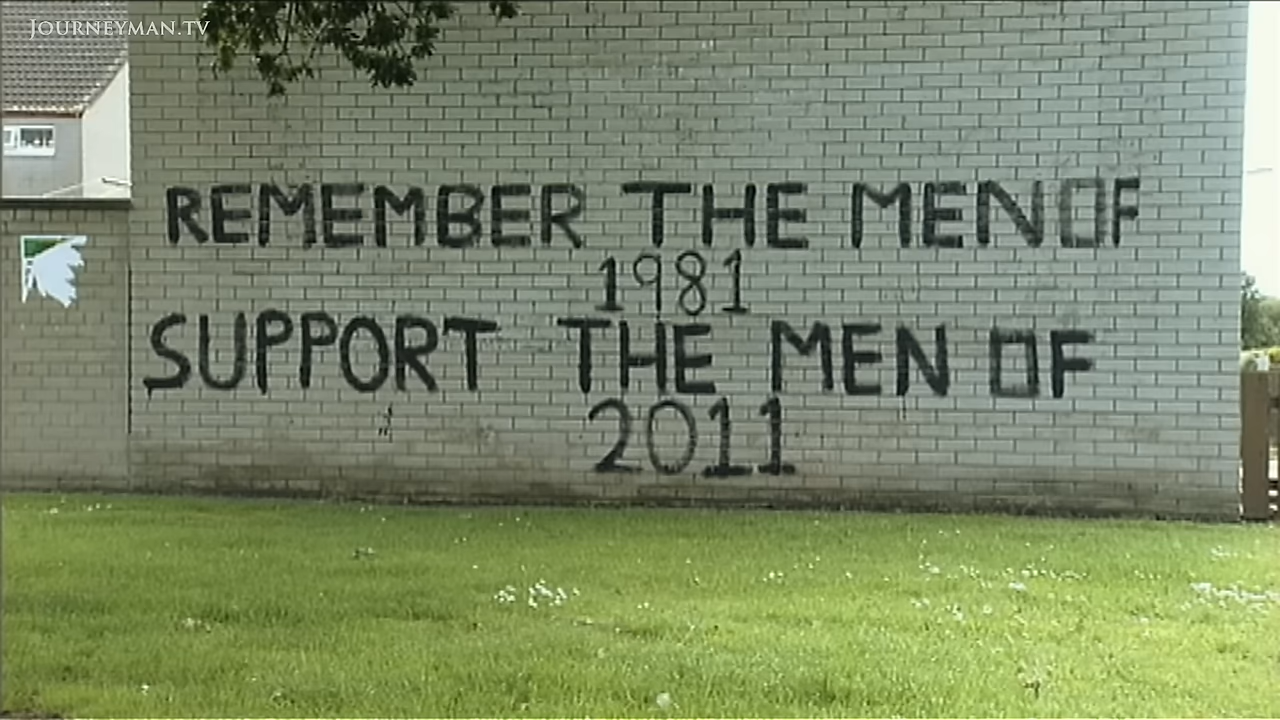 JOURNEYMAN.TV
REMEMBER THE MEN OF
1981
SUPPORT THE MEN OF
2011